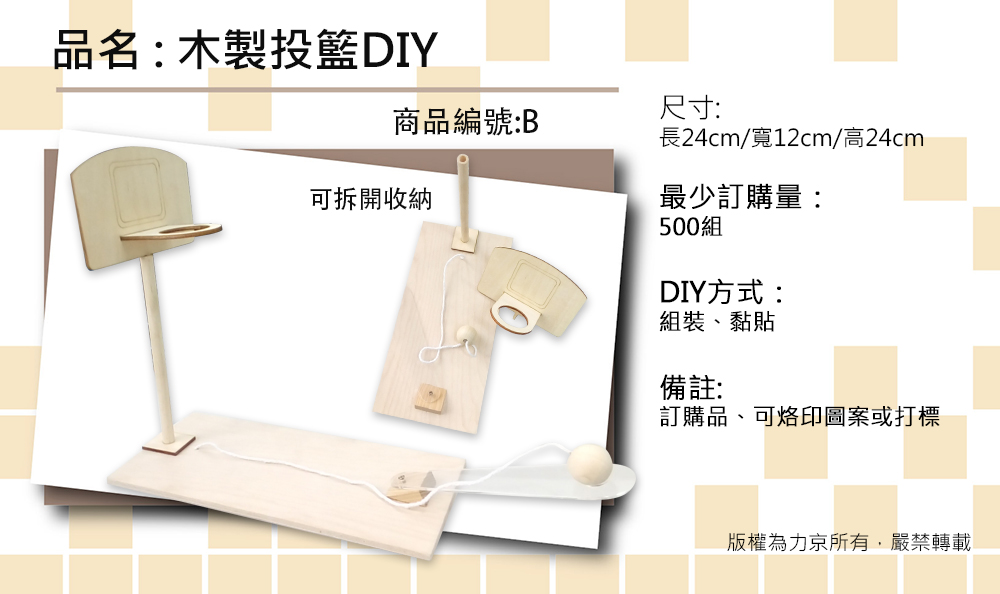 品名 : 木製投籃DIY
商品編號:B
可拆開收納
尺寸:
長24cm/寬12cm/高24cm
最少訂購量：
500組
DIY方式：
組裝、黏貼
備註:
訂購品、可烙印圖案或打標
版權為力京所有，嚴禁轉載